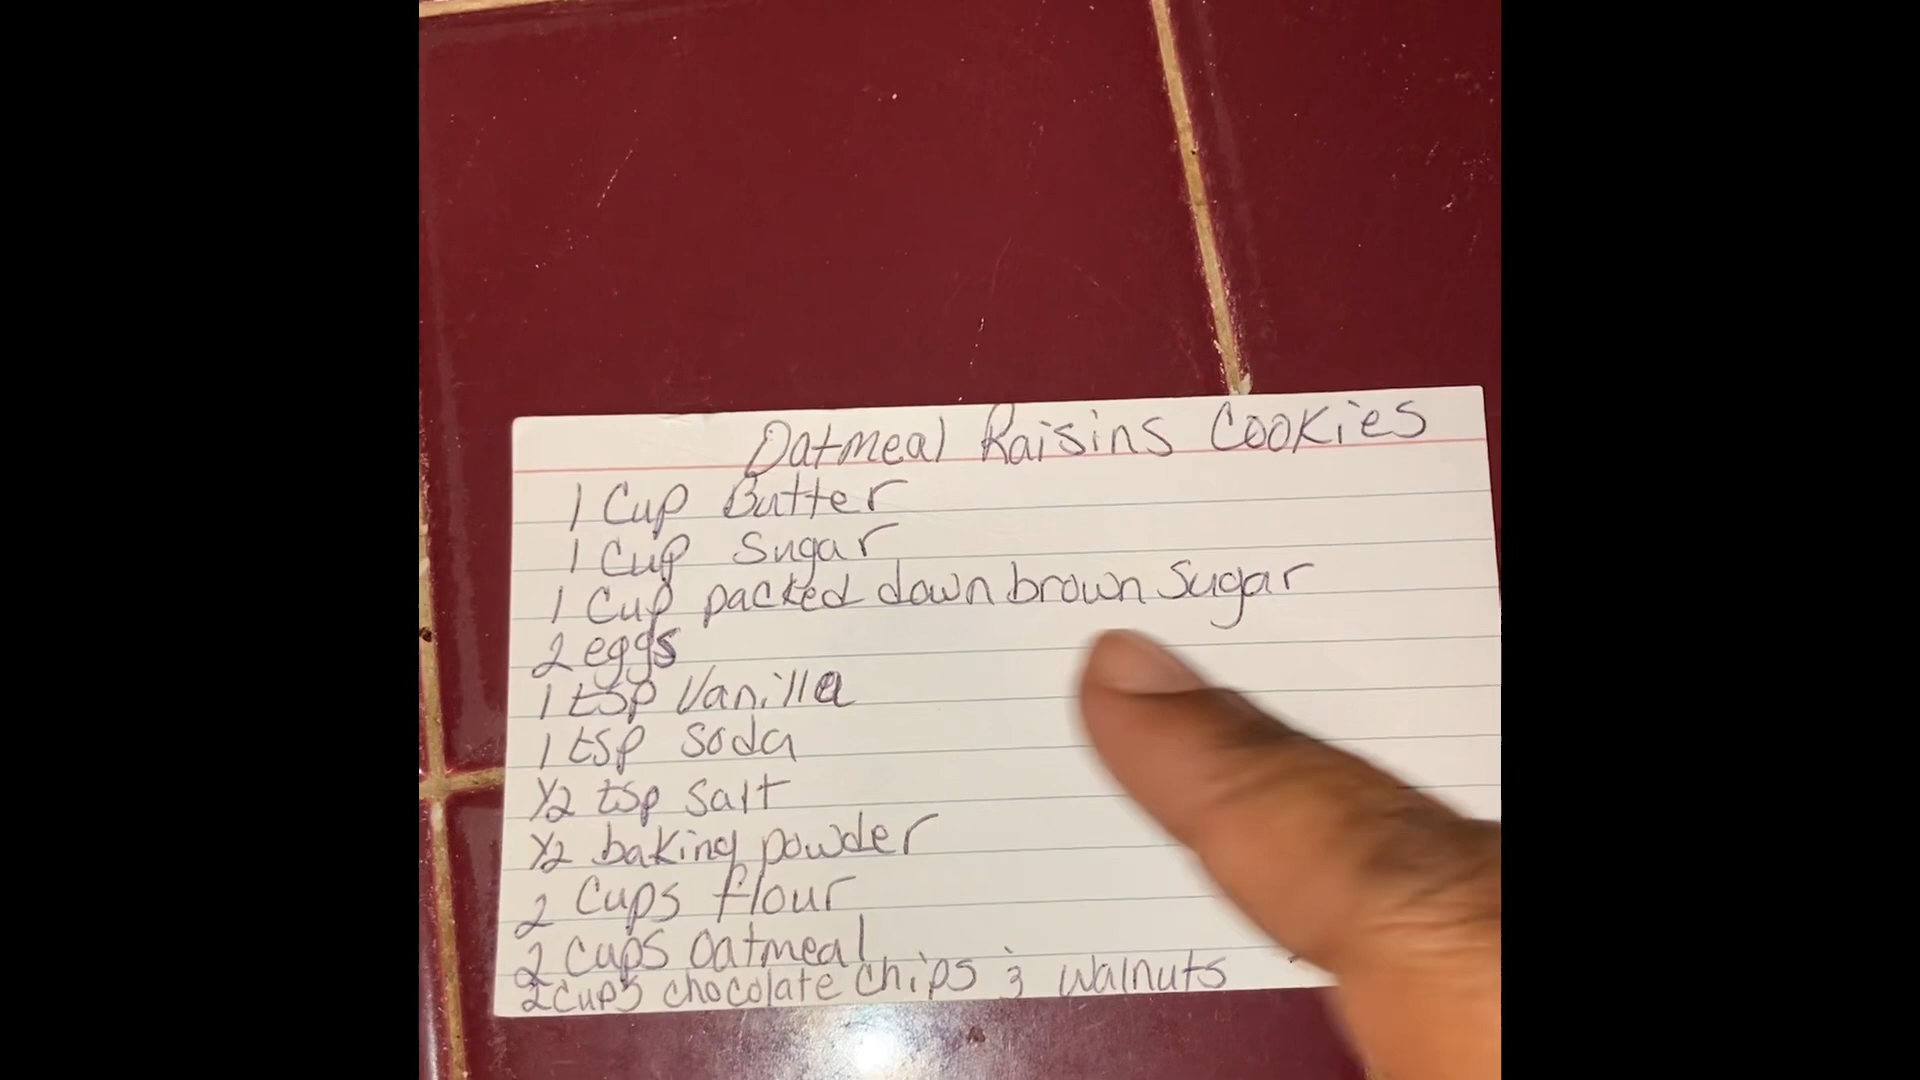 Oatmeal Raisins Cookies
1 Cup Butter
1 Cup Sugar
1 Cup packed down brown Sugar
2 eggs
1 tsp Vanilla
1 tsp soda
1/2 tsp salt
1/2 baking powder
2 Cups flour
2 Cups Oatmeal
2 Cups chocolate chips & walnuts